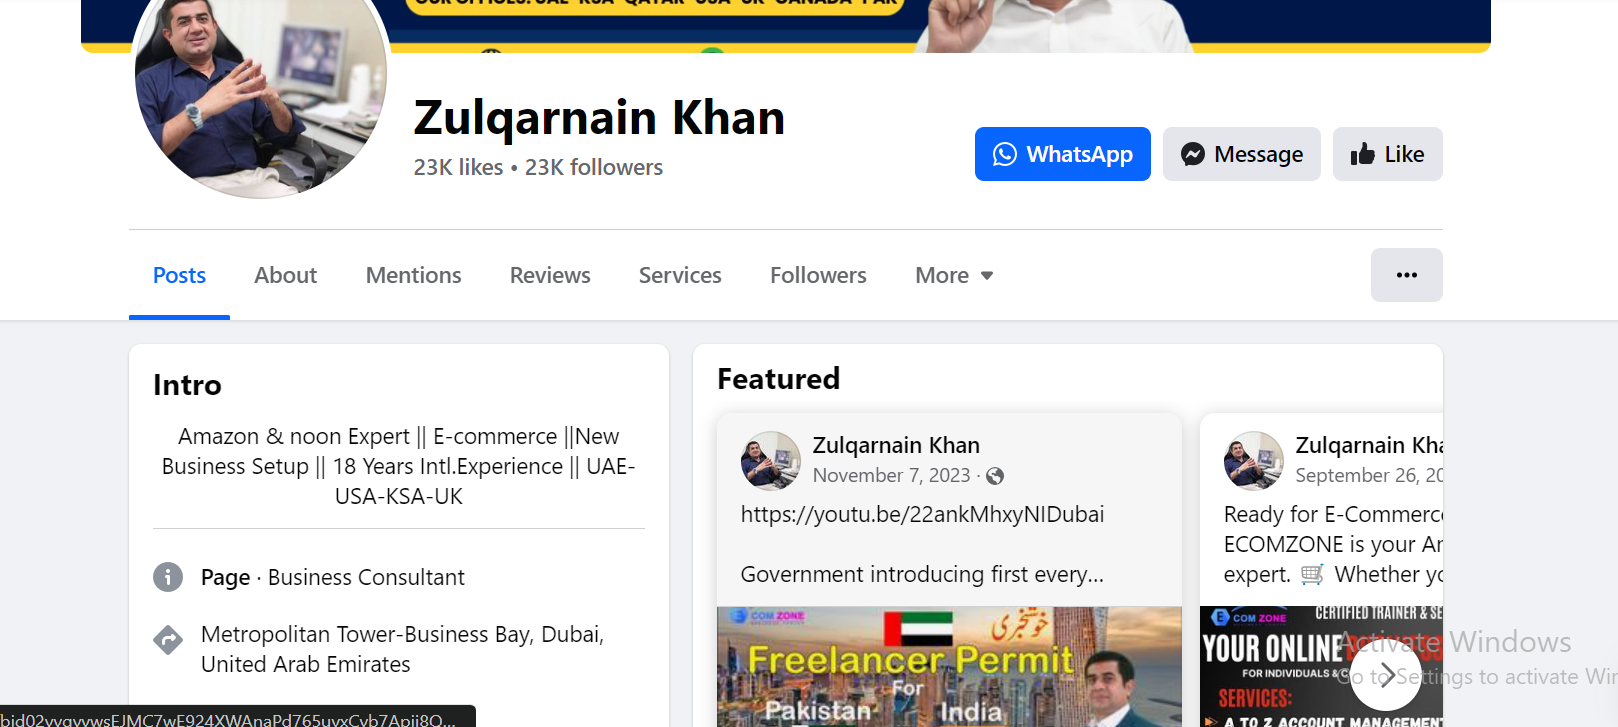 OUR OFFICES: UAE KSA QATAR USA UK CANADA PAK
Zulqarnain Khan
23K likes • 23K followers
WhatsApp
Message
Like
Posts
About
Mentions
Reviews
Services
Followers
More
Intro
Amazon & noon Expert || E-commerce ||New
Business Setup || 18 Years Intl.Experience || UAE-
USA-KSA-UK
Page · Business Consultant
Metropolitan Tower-Business Bay, Dubai,
United Arab Emirates
Featured
Zulqarnain Khan
November 7, 2023 ·
https://youtu.be/22ankMhxyNIDubai
Government introducing first every...
E COM ZONE
خوشخبری
Freelancer Permit
For
Pakistan
India
Zulqarnain Kha
September 26, 20
Ready for E-Commerc
ECOMZONE is your Am
expert. 🛒 Whether yo
E COM ZONE
CERTIFIED TRAINER & SE
YOUR ONLINE
FOR INDIVIDUALS & C
SERVICES:
A TO Z ACCOUNT MANAGEMENT
Activate Windows
Go to Settings to activate Win